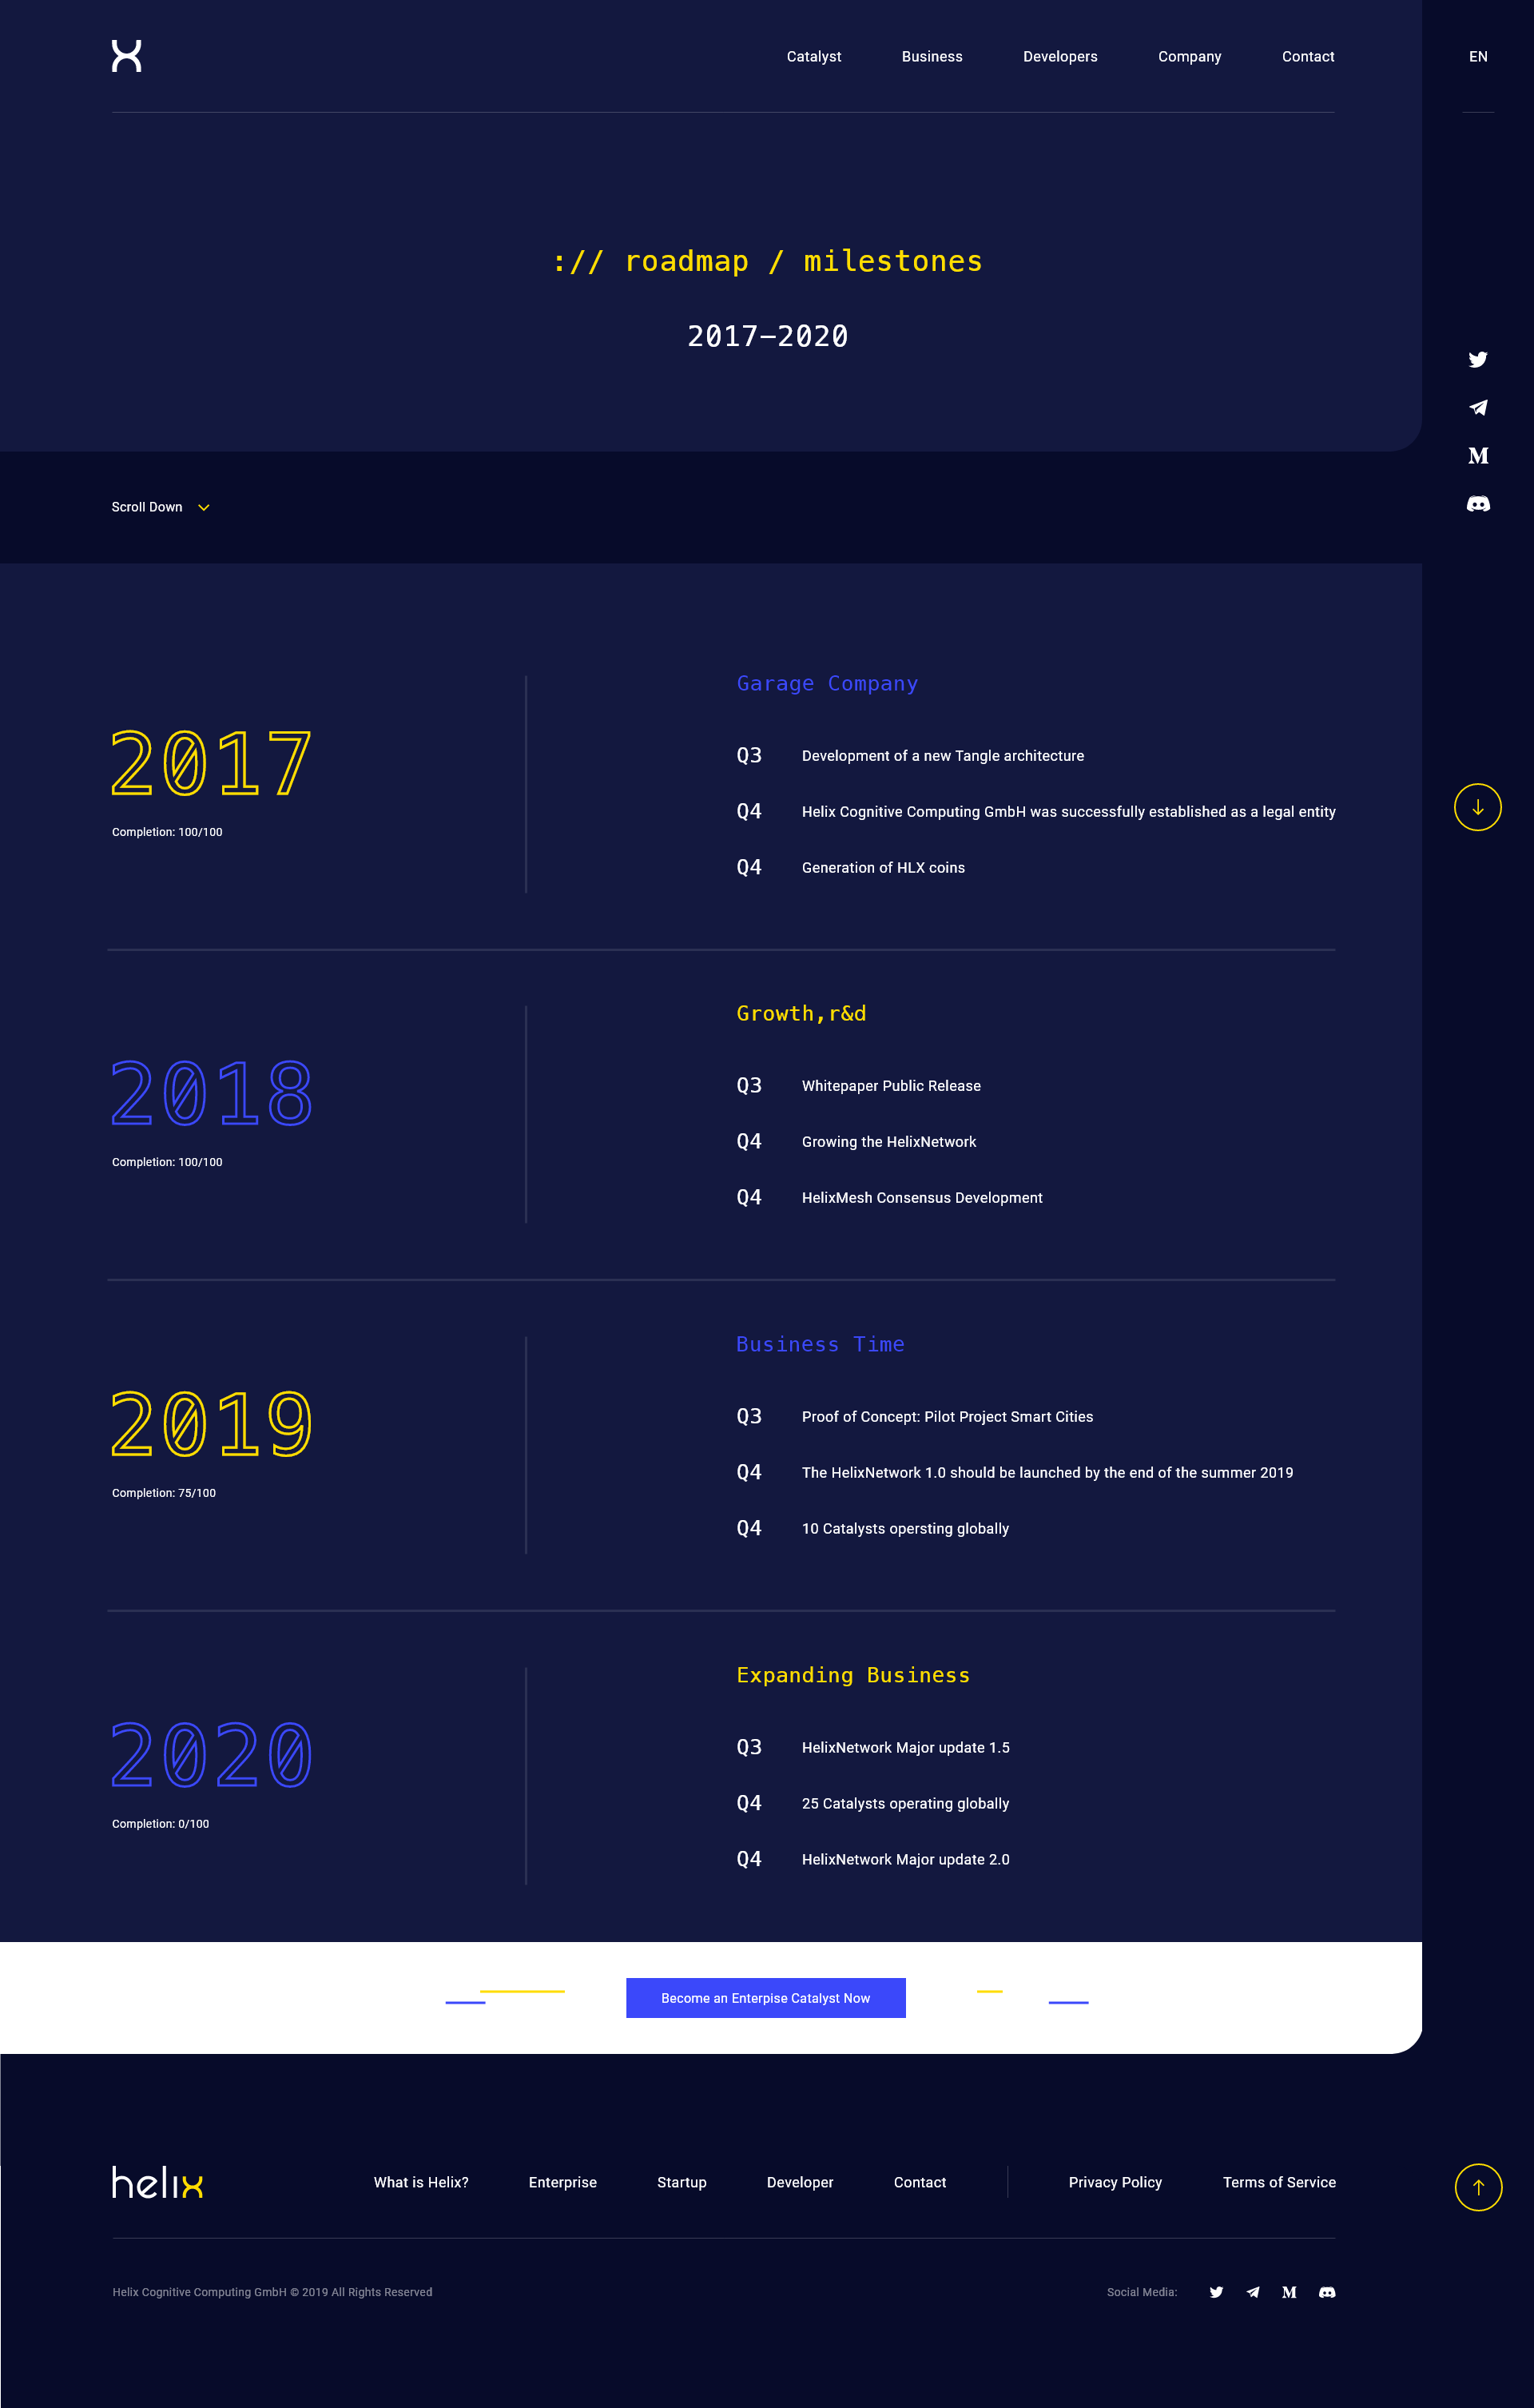 Catalyst Business Developers Company Contact EN
:// roadmap / milestones
2017–2020
Scroll Down
Garage Company
2017
Completion: 100/100
Q3 Development of a new Tangle architecture
Q4 Helix Cognitive Computing GmbH was successfully established as a legal entity
Q4 Generation of HLX coins
Growth,r&d
2018
Completion: 100/100
Q3 Whitepaper Public Release
Q4 Growing the HelixNetwork
Q4 HelixMesh Consensus Development
Business Time
2019
Completion: 75/100
Q3 Proof of Concept: Pilot Project Smart Cities
Q4 The HelixNetwork 1.0 should be launched by the end of the summer 2019
Q4 10 Catalysts opersting globally
Expanding Business
2020
Completion: 0/100
Q3 HelixNetwork Major update 1.5
Q4 25 Catalysts operating globally
Q4 HelixNetwork Major update 2.0
Become an Enterpise Catalyst Now
helix What is Helix? Enterprise Startup Developer Contact Privacy Policy Terms of Service
Helix Cognitive Computing GmbH © 2019 All Rights Reserved Social Media: